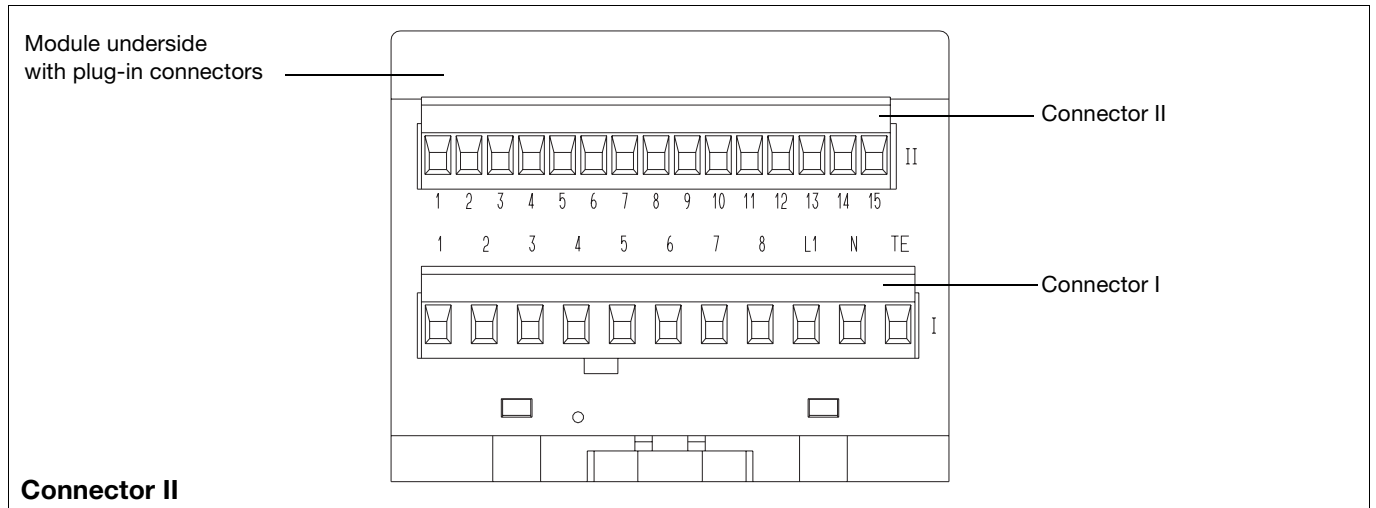 Module underside
with plug-in connectors
Connector II
II
1 2 3 4 5 6 7 8 9 10 11 12 13 14 15
1 2 3 4 5 6 7 8 L1 N TE
Connector I
I
Connector II